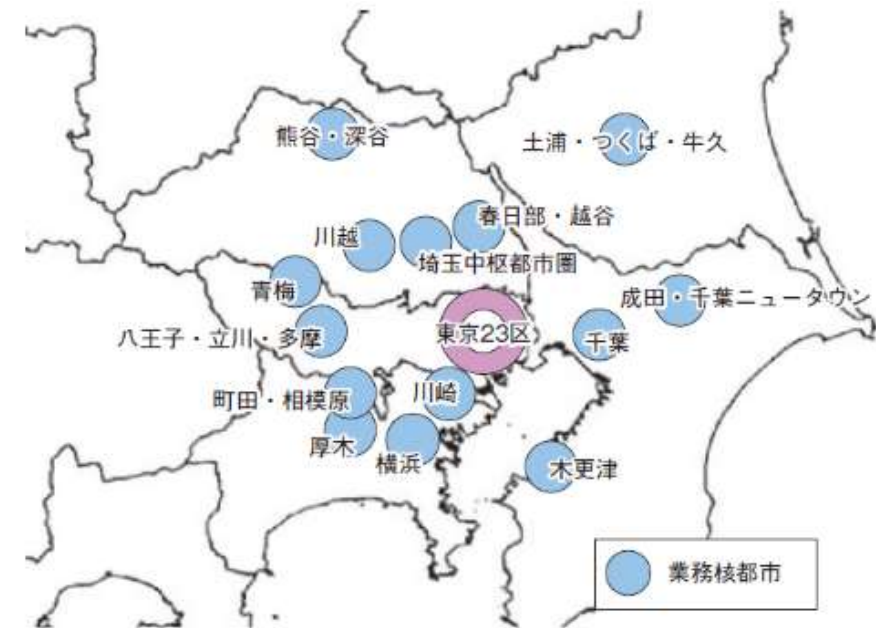 熊谷・深谷
土浦・つくば・牛久
春日部・越谷
川越
埼玉中枢都市圏
青梅
成田・千葉ニュータウン
八王子・立川・多摩
東京23区
千葉
町田・相模原
川崎
厚木
横浜
木更津
業務核都市